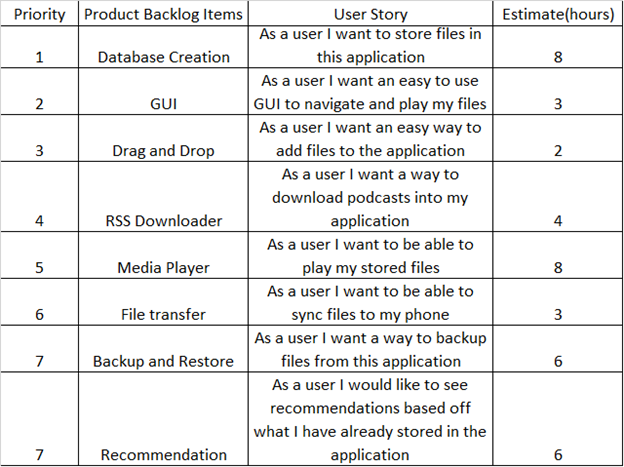 Priority Product Backlog Items User Story Estimate(hours)
As a user I want to store files in
1 Database Creation this application 8
As a user I want an easy to use
2 GUI GUI to navigate and play my files 3
As a user I want an easy way to
3 Drag and Drop add files to the application 2
As a user I want a way to
download podcasts into my
4 RSS Downloader application 4
As a user I want to be able to
5 Media Player play my stored files 8
As a user I want to be able to
6 File transfer sync files to my phone 3
As a user I want a way to backup
7 Backup and Restore files from this application 6
As a user I would like to see
recommendations based off
what I have already stored in the
7 Recommendation application 6